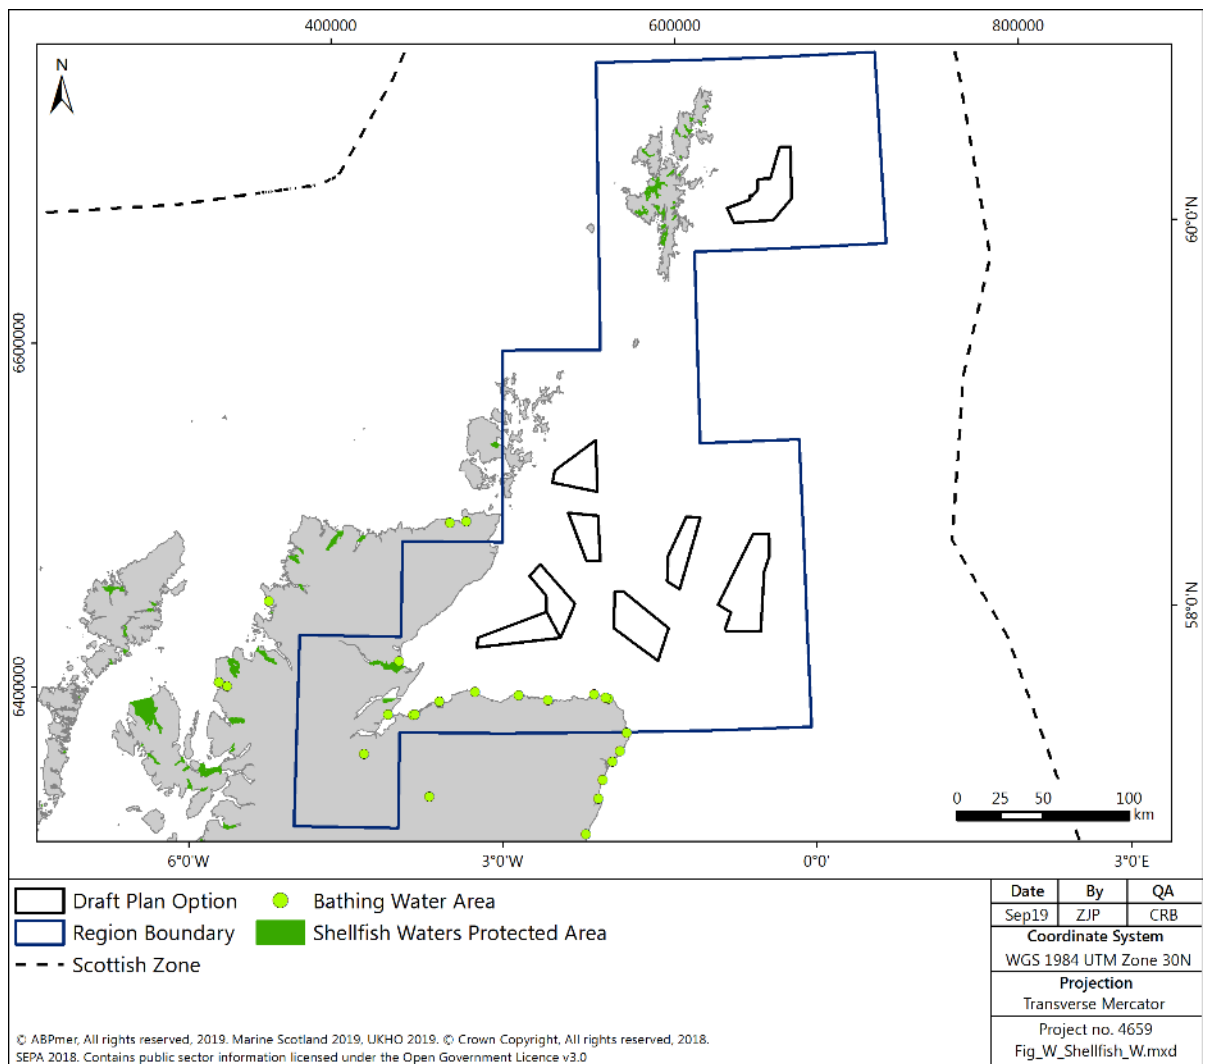 400000 600000 800000
N
60°0'N
6600000
58°0'N
6400000
0 25 50 100
km
6°0'W 3°0'W 0°0' 3°0'E
Draft Plan Option
Bathing Water Area
Region Boundary
Shellfish Waters Protected Area
Scottish Zone
Date By QA
Sep19 ZJP CRB
Coordinate System
WGS 1984 UTM Zone 30N
Projection
Transverse Mercator
Project no. 4659
Fig_W_Shellfish_W.mxd
© ABPmer, All rights reserved, 2019. Marine Scotland 2019, UKHO 2019. © Crown Copyright, All rights reserved, 2018.
SEPA 2018. Contains public sector information licensed under the Open Government Licence v3.0